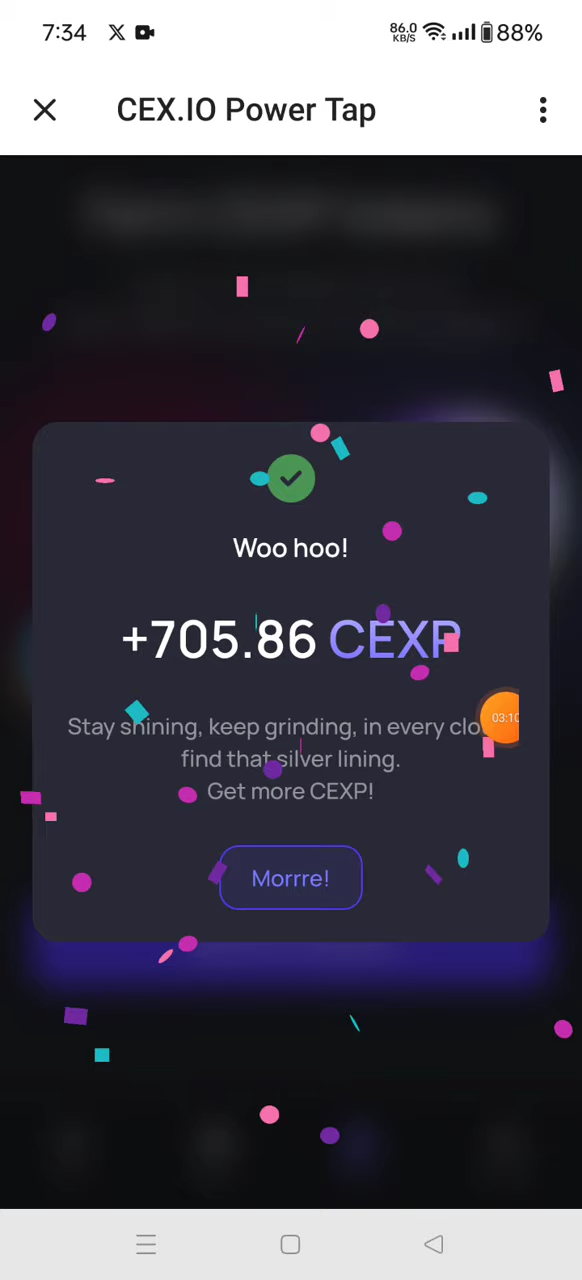 7:34 86.0 KB/S 88%
CEX.IO Power Tap
Woo hoo!
+705.86 CEXP
Stay shining, keep grinding, in every clo
03:10
find that silver lining.
Get more CEXP!
Morrre!